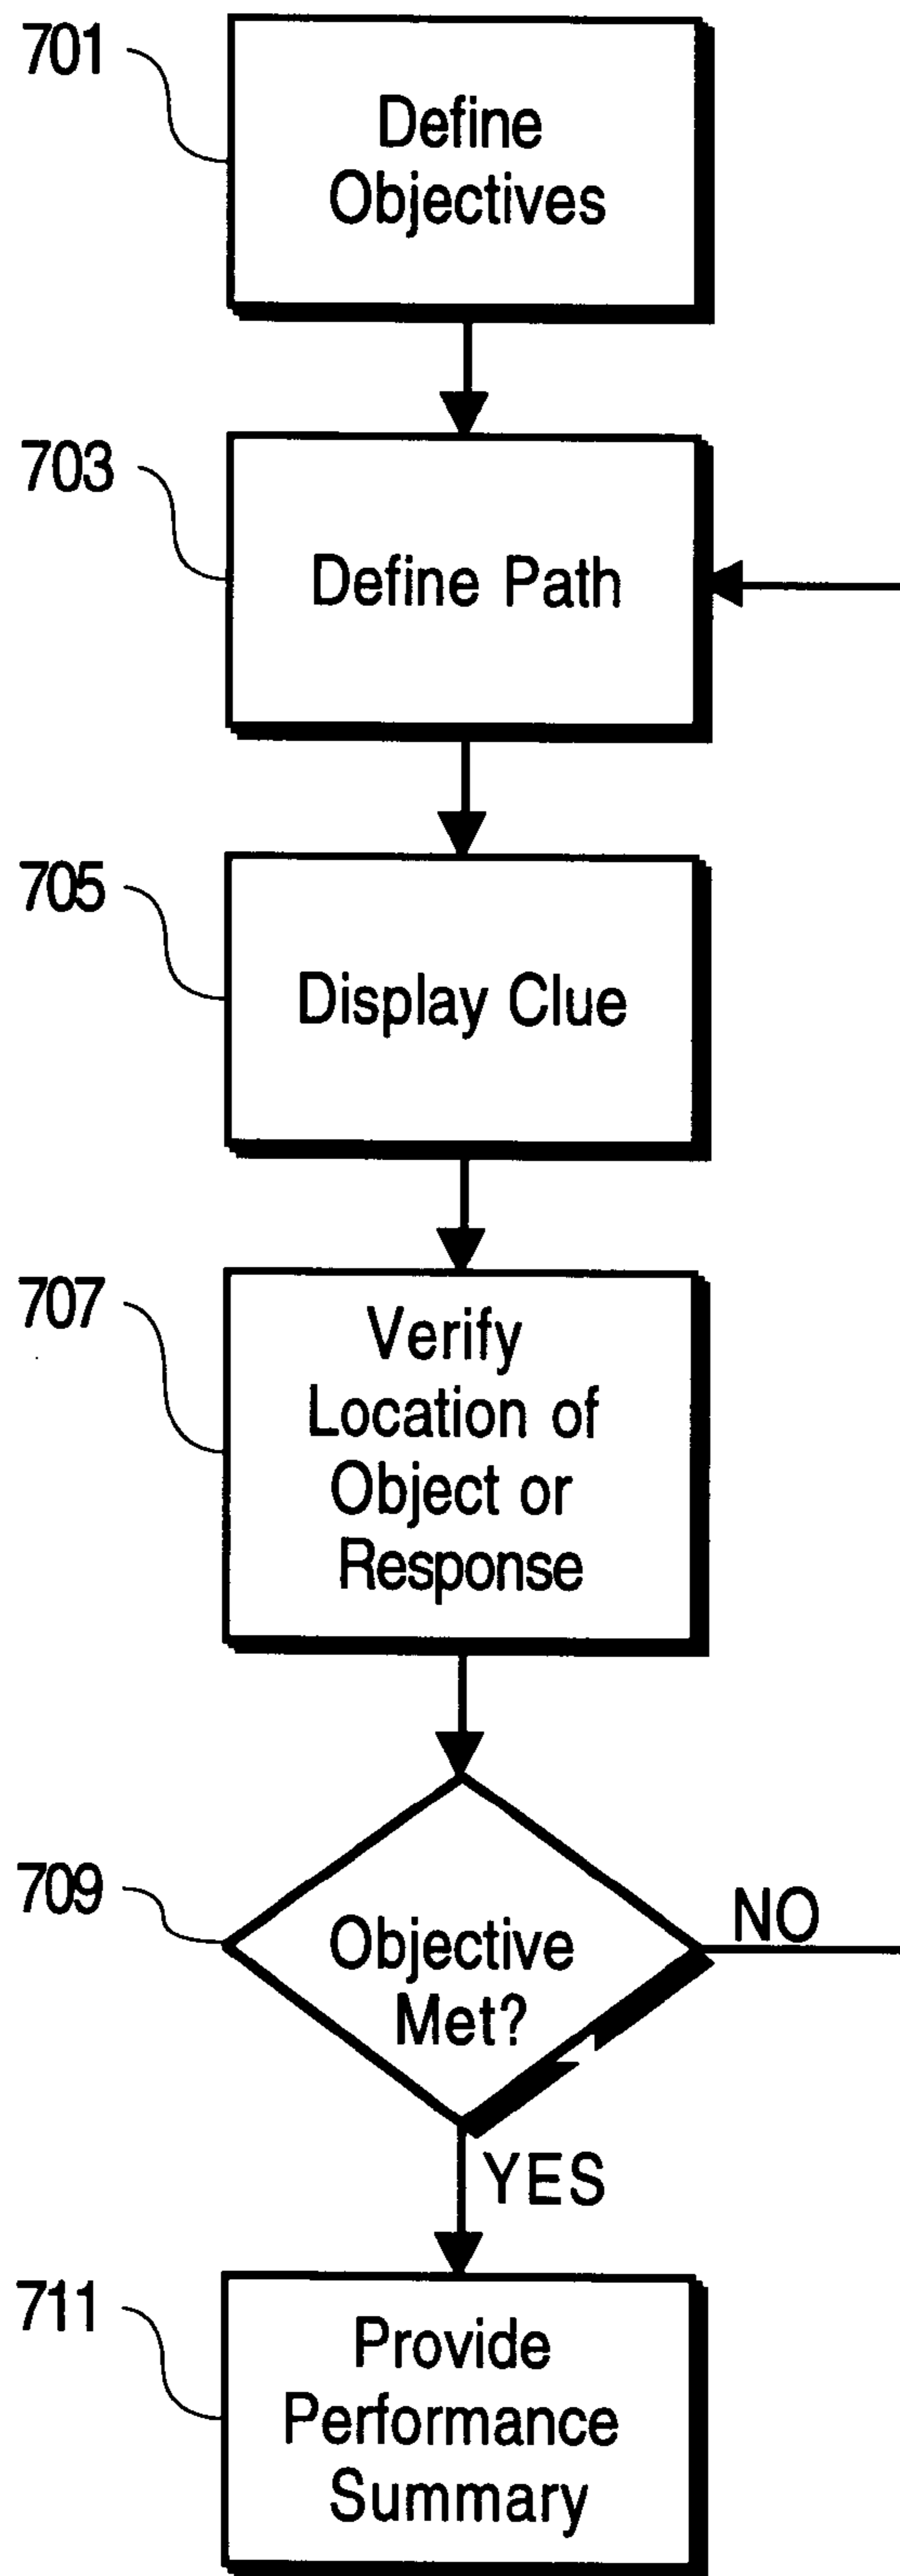 701
Define
Objectives
703
Define Path
705
Display Clue
707
Verify
Location of
Object or
Response
709
Objective
Met?
NO
YES
711
Provide
Performance
Summary